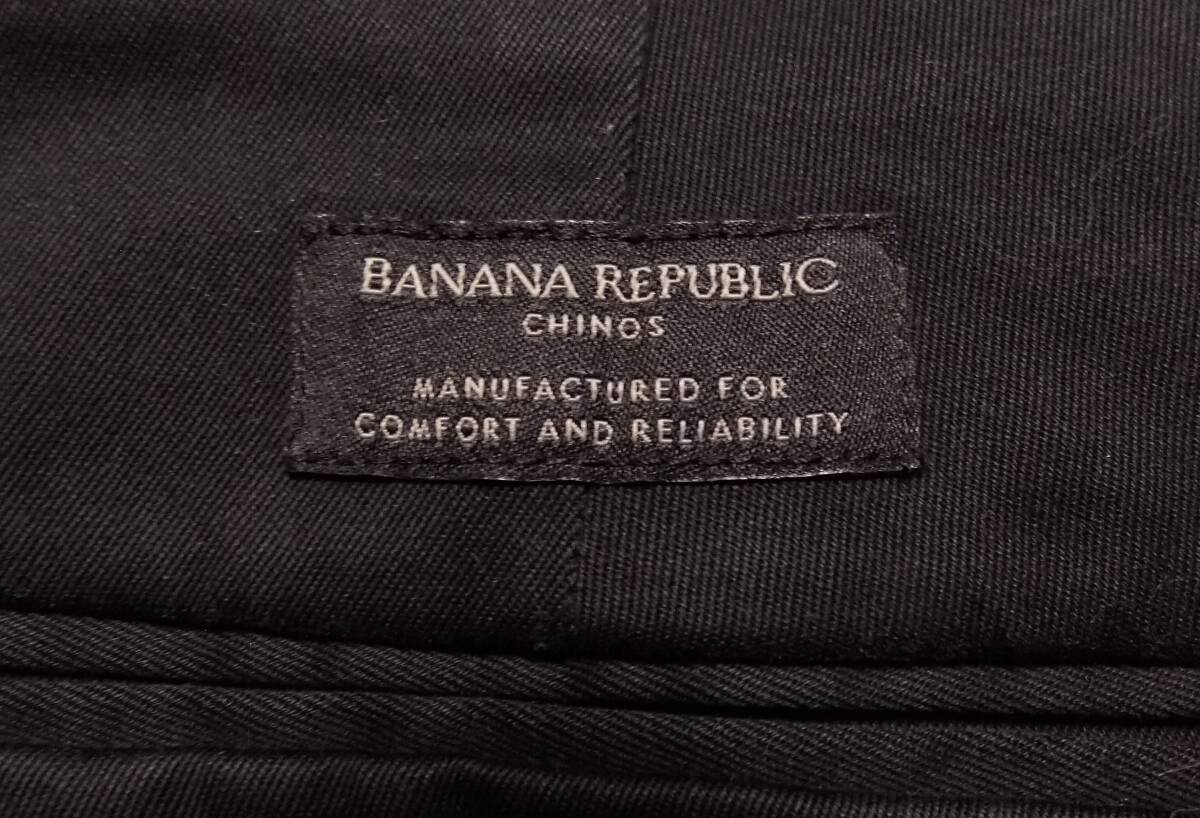 BANANA REPUBLIC
CHINOS
MANUFACTURED FOR
COMFORT AND RELIABILITY